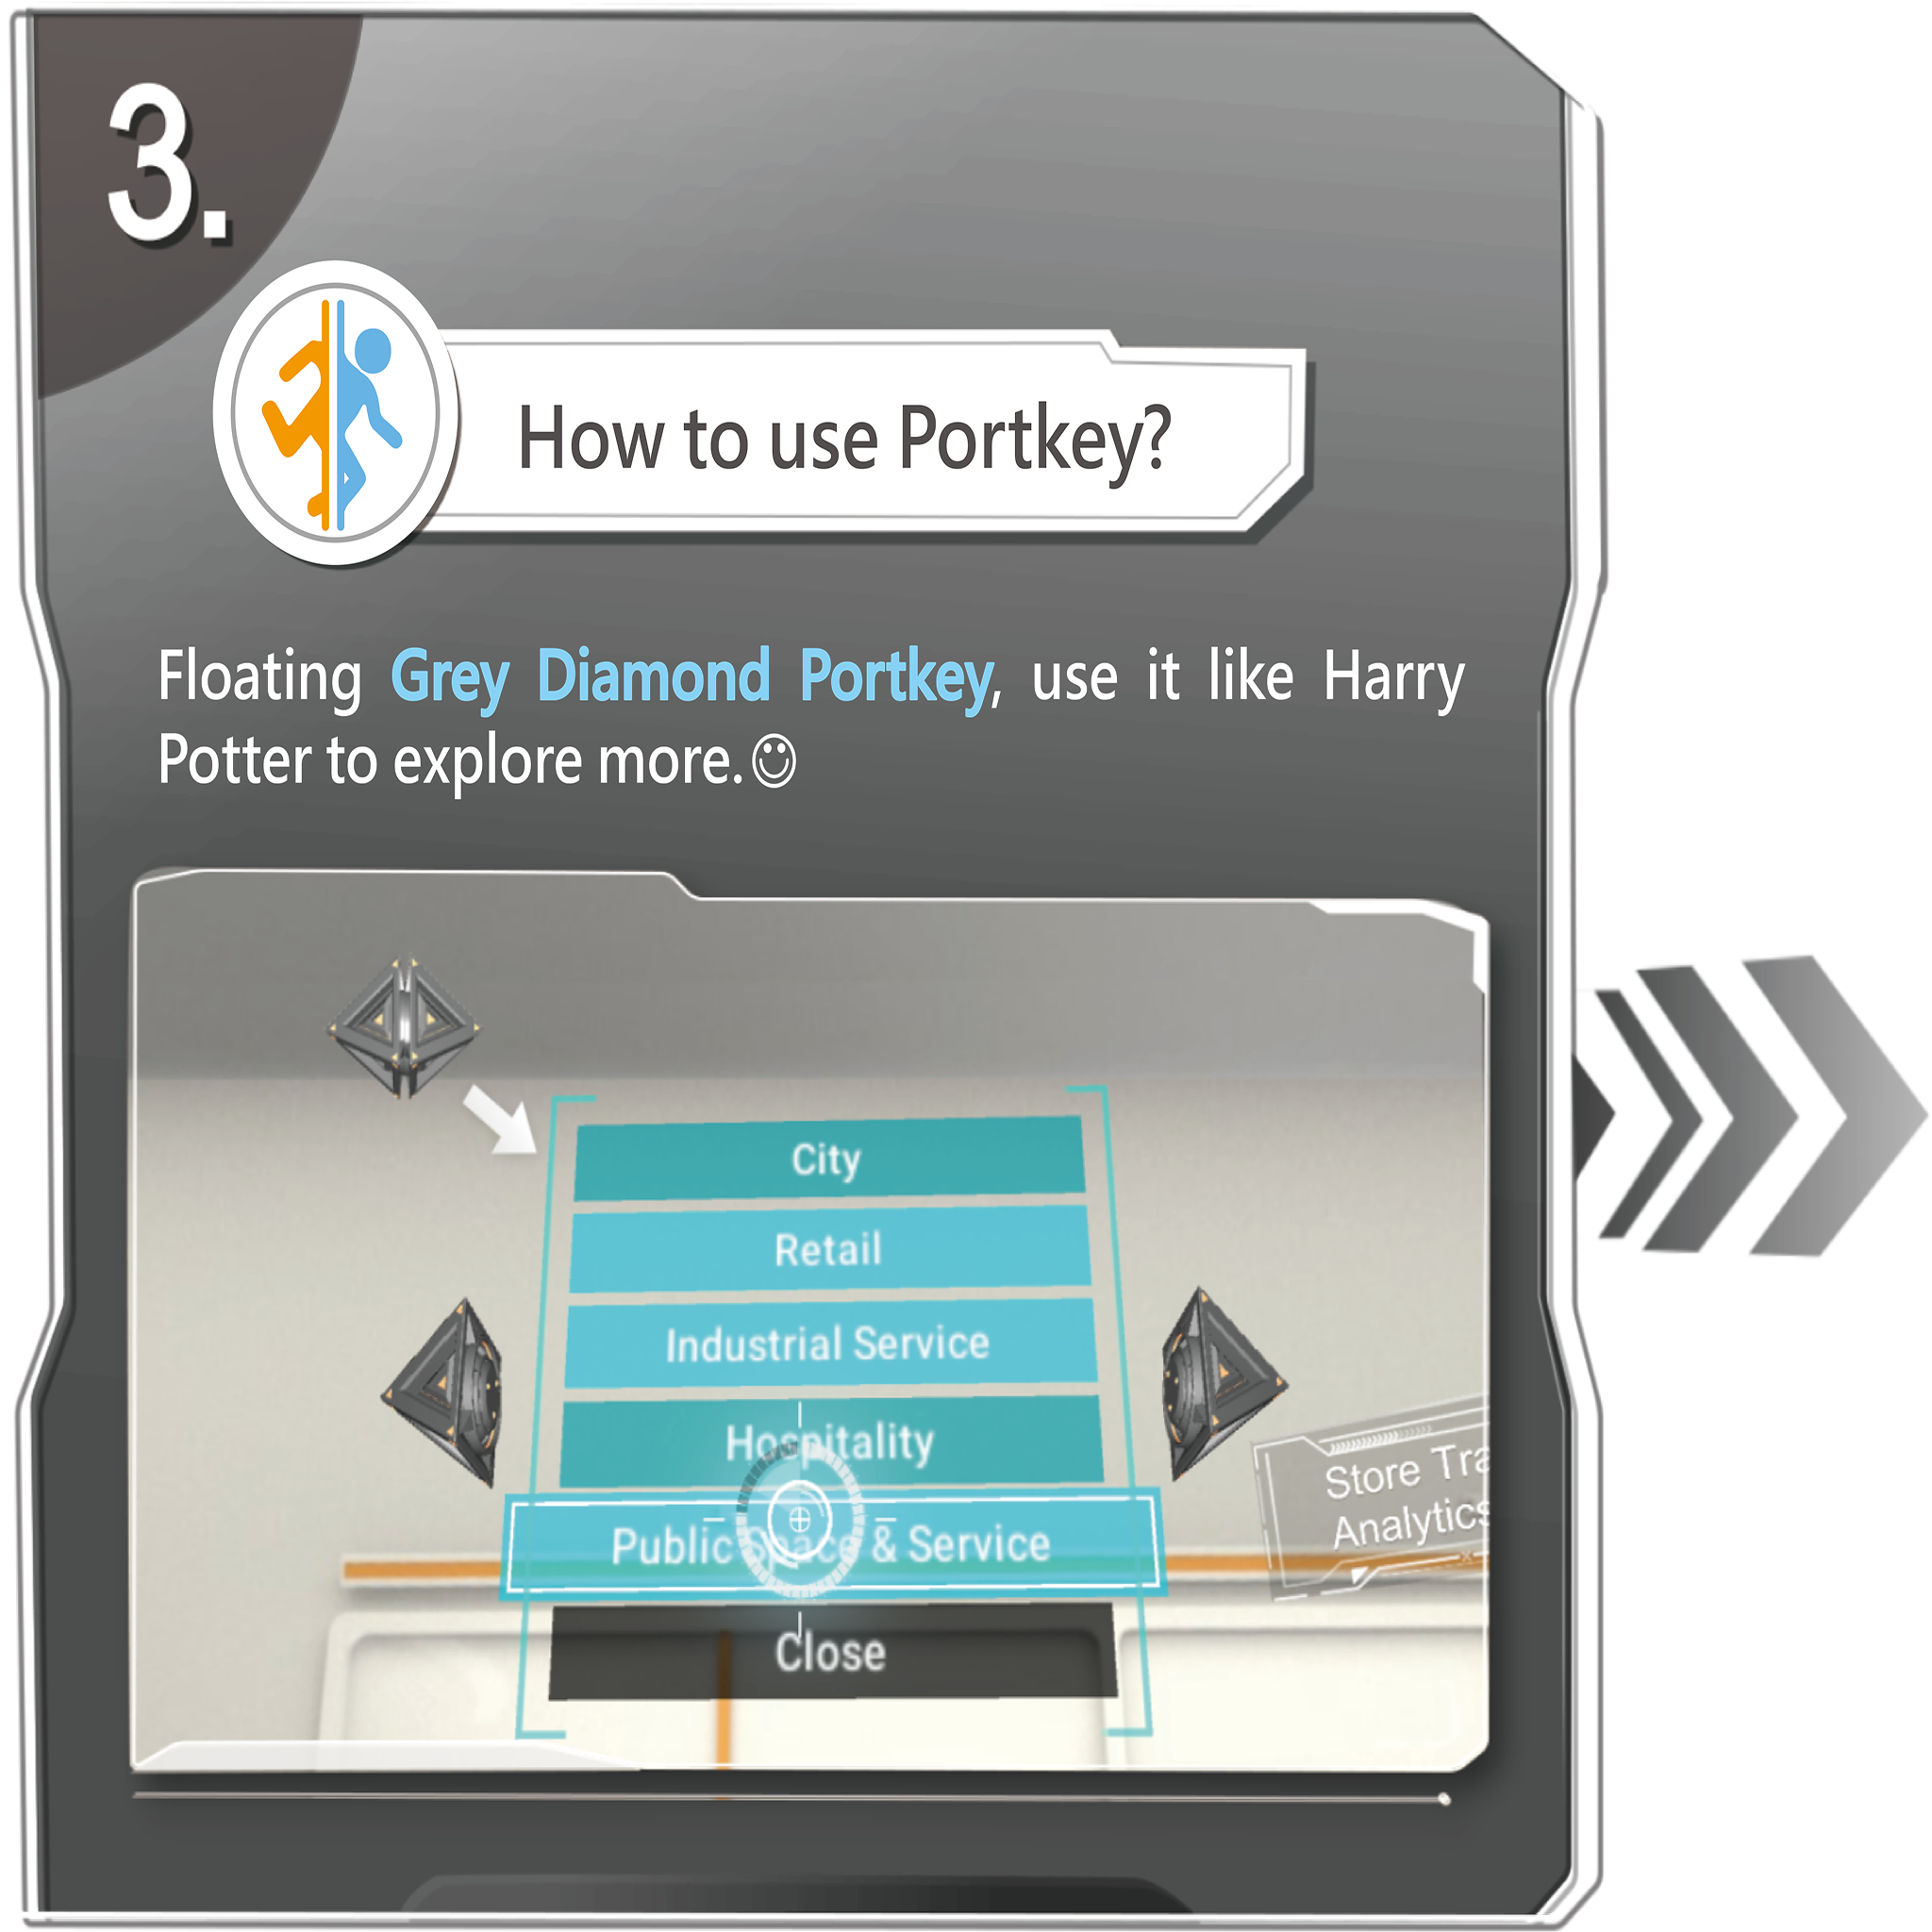 3.
How to use Portkey?
Floating Grey Diamond Portkey, use it like Harry
Potter to explore more.
City
Retail
Industrial Service
Hospitality
Public Space & Service
Close
Store
Analytics